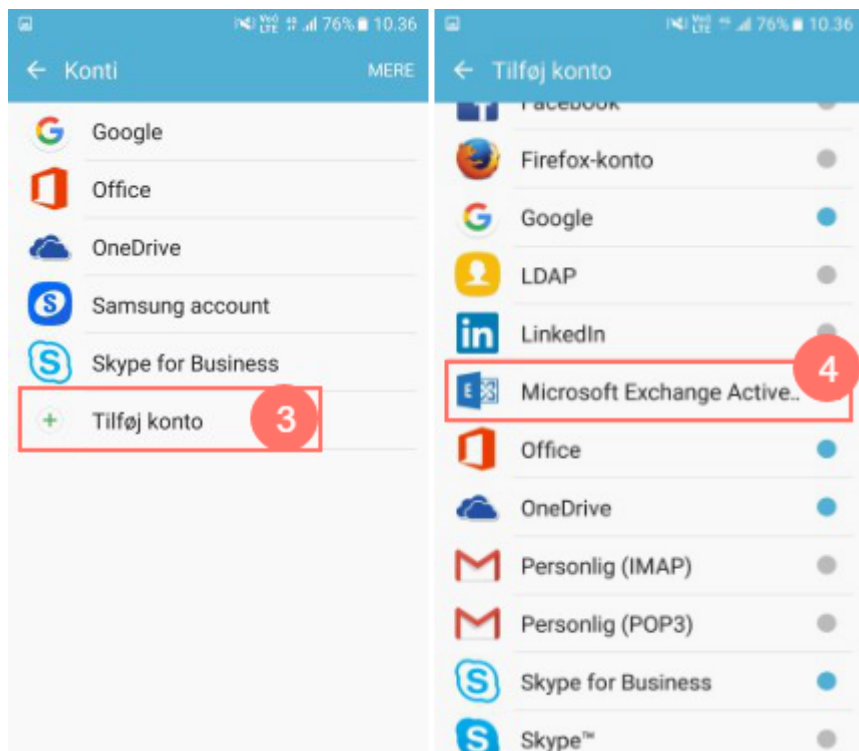 76% 10.36
Konti
MERE
Google
Office
OneDrive
Samsung account
Skype for Business
Tilføj konto
3
76% 10.36
Tilføj konto
Facebook
Firefox-konto
Google
LDAP
LinkedIn
4
Microsoft Exchange Active..
Office
OneDrive
Personlig (IMAP)
Personlig (POP3)
Skype for Business
Skype™